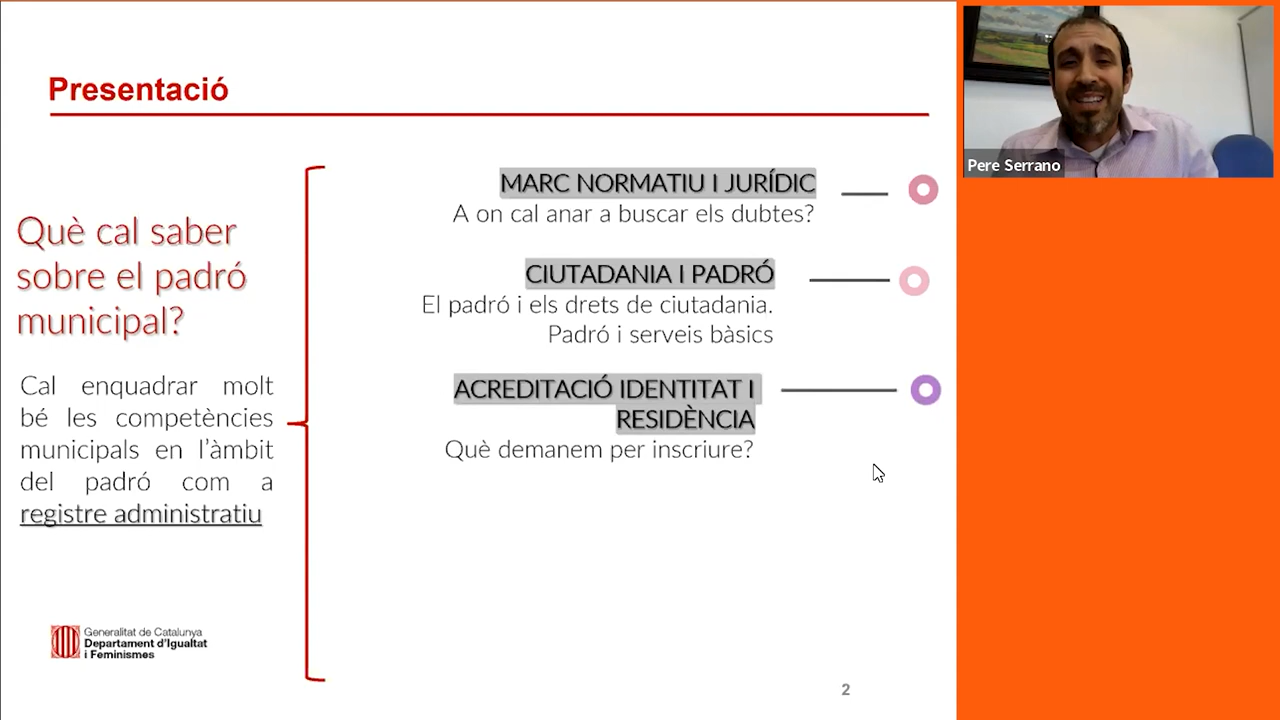 Presentació
Què cal saber
sobre el padró
municipal?
Cal enquadrar molt
bé les competències
municipals en l'àmbit
del padró com a
registre administratiu
MARC NORMATIU I JURÍDIC
A on cal anar a buscar els dubtes?
CIUTADANIA I PADRÓ
El padró i els drets de ciutadania.
Padró i serveis bàsics
ACREDITACIÓ IDENTITAT I
RESIDÈNCIA
Què demanem per inscriure?
Generalitat de Catalunya
Departament d'Igualtat
i Feminismes
2
Pere Serrano